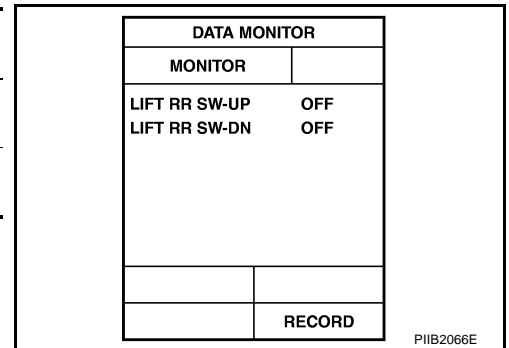 DATA MONITOR
MONITOR
LIFT RR SW-UP OFF
LIFT RR SW-DN OFF
RECORD
PIIB2066E